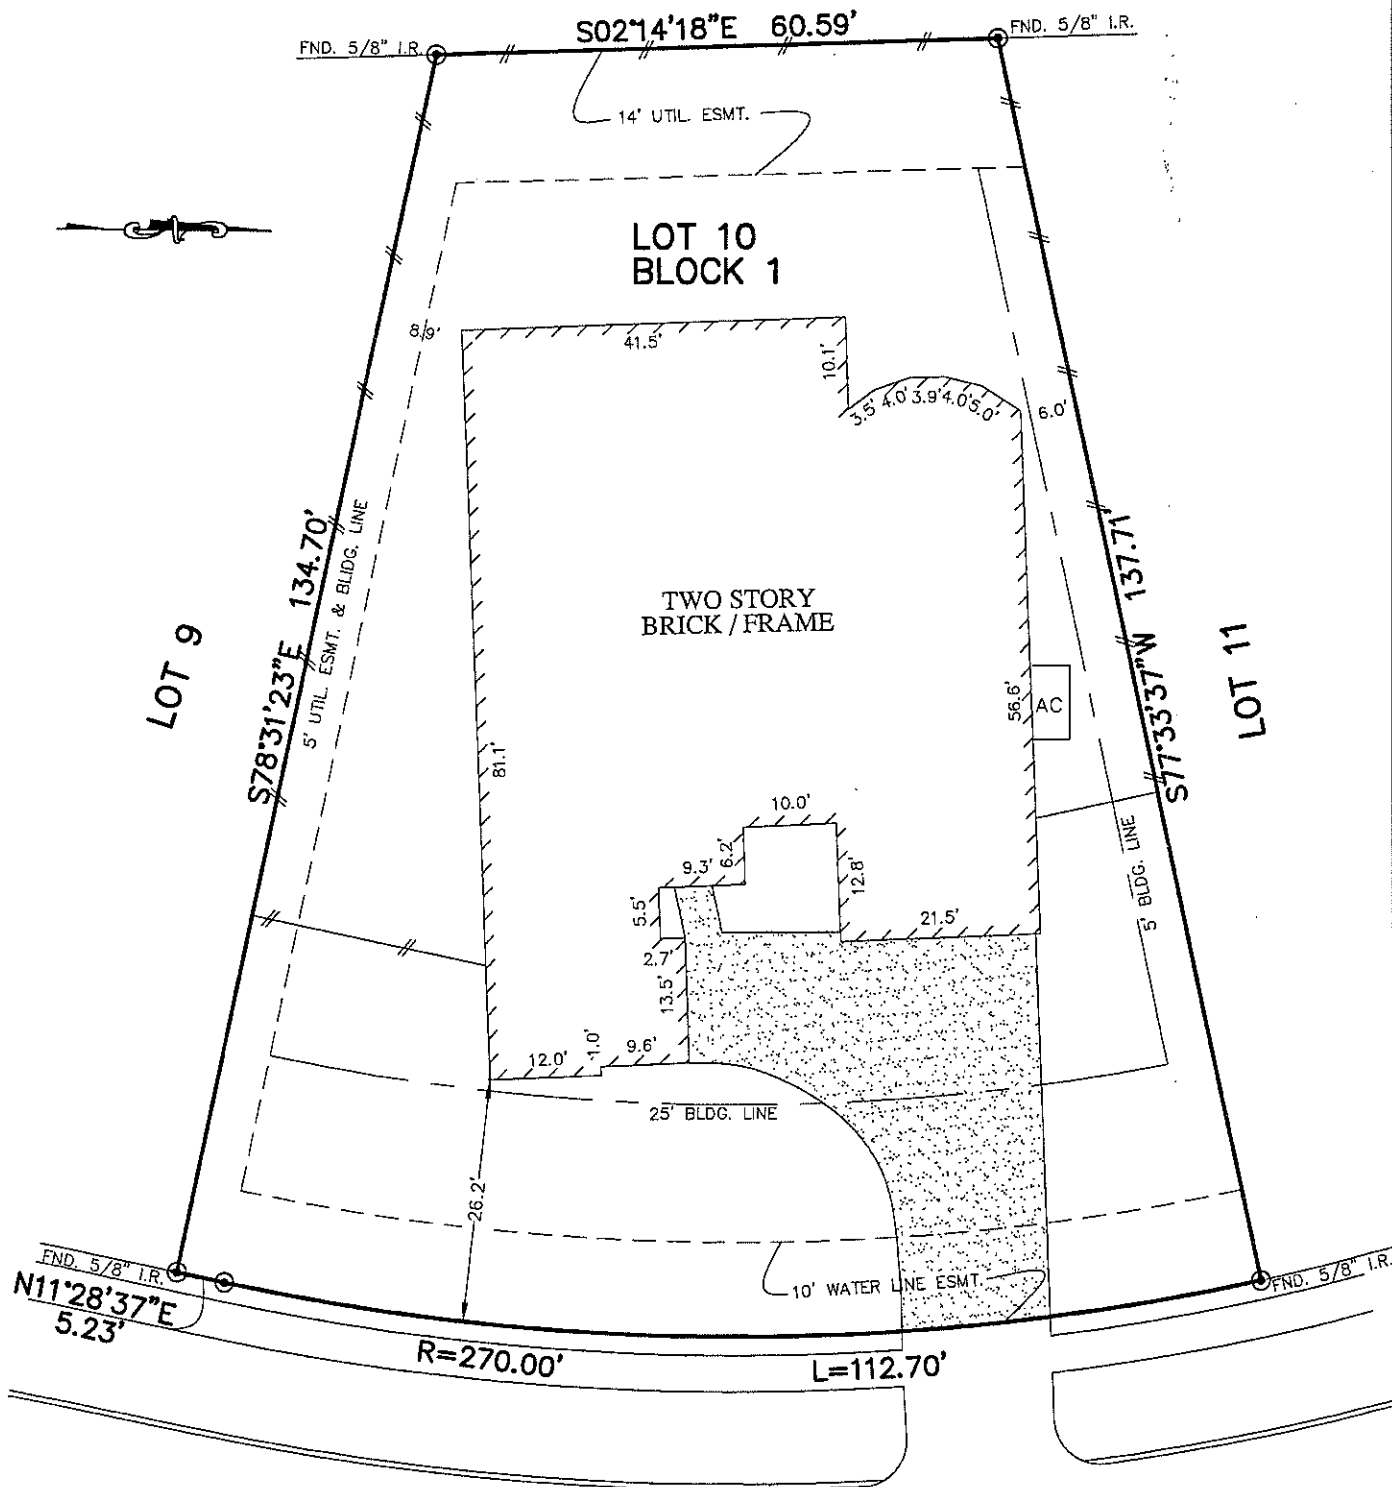 S02°14'18"E 60.59'
FND. 5/8" I.R.
FND. 5/8" I.R.
14' UTIL. ESMT.
LOT 10
BLOCK 1
8.9'
41.5'
10.1'
3.5' 4.0' 3.9' 4.0' 5.0'
6.0'
S78°31'23"E 134.70'
5' UTIL. ESMT. & BLIDG. LINE
LOT 9
TWO STORY
BRICK / FRAME
S77°33'37"W 137.71'
LOT 11
56.6'
AC
81.1'
10.0'
6.2'
9.3'
12.8'
5.5'
21.5'
5' BLDG. LINE
2.7'
13.5'
12.0'
1.0'
9.6'
25' BLDG. LINE
26.2'
FND. 5/8" I.R.
N11°28'37"E
5.23'
10' WATER LINE ESMT.
FND. 5/8" I.R.
R=270.00'
L=112.70'